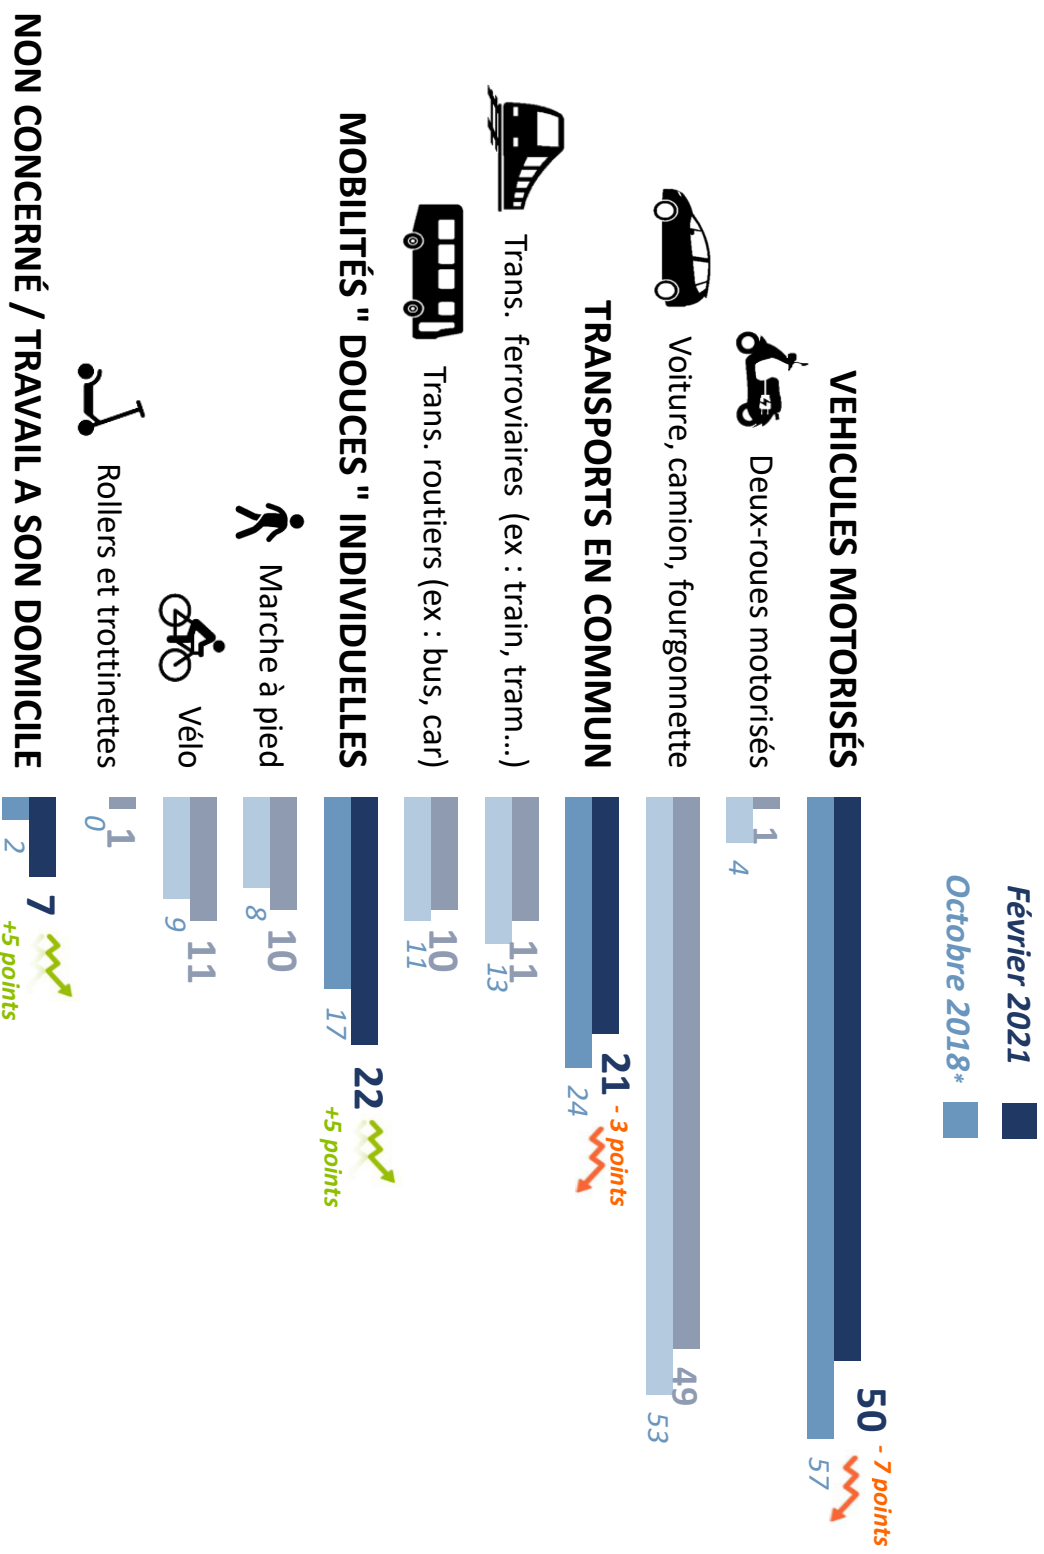 Février 2021
Octobre 2018*
VEHICULES MOTORISÉS 50 - 7 points
57
Deux-roues motorisés 1
4
Voiture, camion, fourgonnette 49
53
TRANSPORTS EN COMMUN 21 - 3 points
24
Trans. ferroviaires (ex : train, tram...) 11
13
Trans. routiers (ex : bus, car) 10
11
MOBILITÉS " DOUCES " INDIVIDUELLES 22
17 +5 points
Marche à pied 10
8
Vélo 11
9
Rollers et trottinettes 1
0
NON CONCERNÉ / TRAVAIL A SON DOMICILE 7
2 +5 points